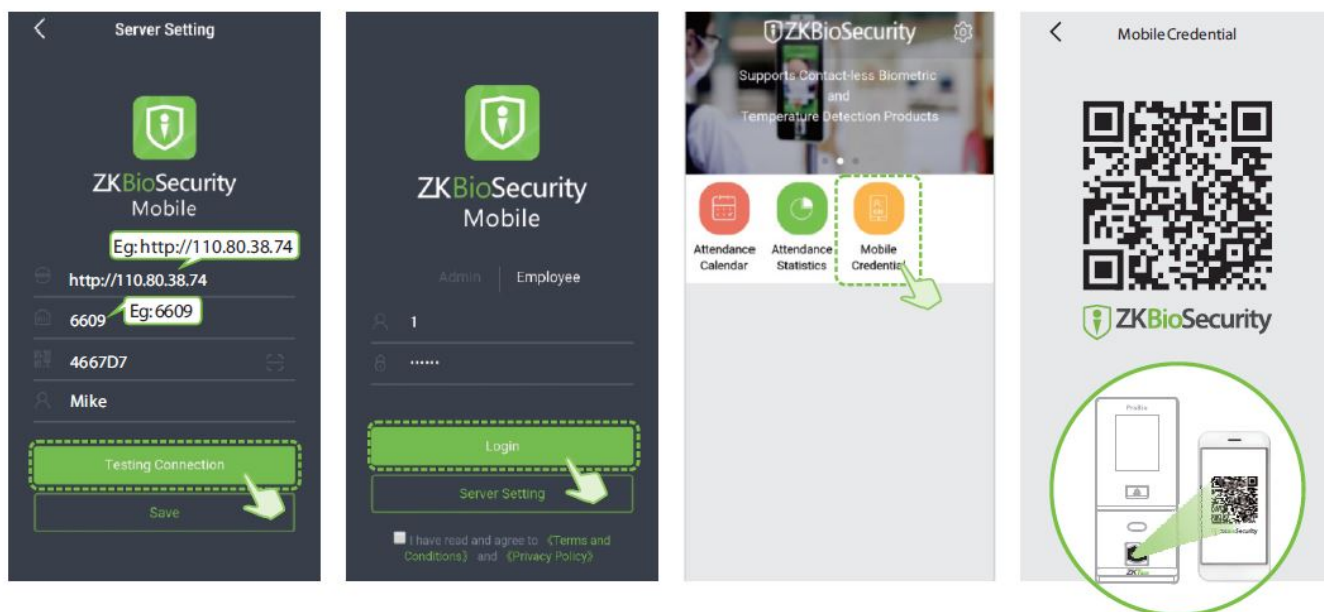 Server Setting
ZKBioSecurity
Mobile
Eg:http://110.80.38.74
http://110.80.38.74
Eg:6609
6609
4667D7
Mike
Testing Connection
Save
ZKBioSecurity
Mobile
Admin
Employee
1
••••••
Login
Server Setting
I have read and agree to 《Terms and
Conditions》 and 《Privacy Policy》
ZKBioSecurity
Supports Contact-less Biometric
and
Temperature Detection Products
Attendance
Calendar
Attendance
Statistics
Mobile
Credential
Mobile Credential
ZKBioSecurity
ZKTeco